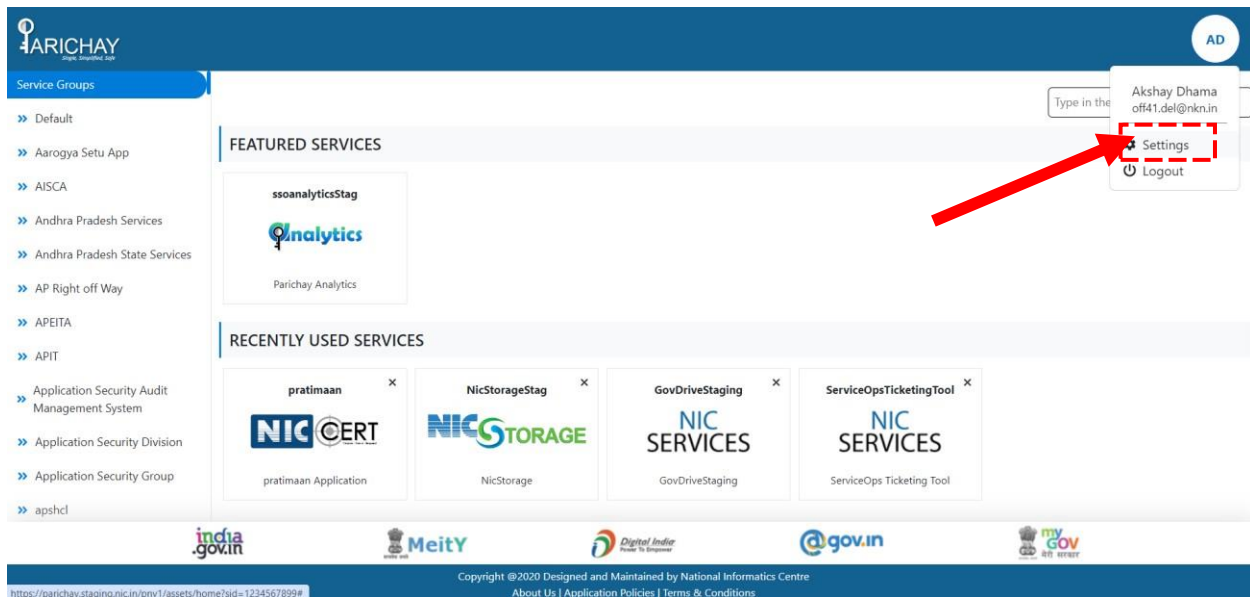 PARICHAY
Single, Simplified, Safe
AD
Service Groups
Akshay Dhama
off41.del@nkn.in
Type in the
Settings
Logout
Default
Aarogya Setu App
AISCA
Andhra Pradesh Services
Andhra Pradesh State Services
AP Right off Way
APEITA
APIT
Application Security Audit
Management System
Application Security Division
Application Security Group
apshcl
FEATURED SERVICES
ssoanalyticsStag
Analytics
Parichay Analytics
RECENTLY USED SERVICES
pratimaan
NIC CERT
pratimaan Application
NicStorageStag
NIC STORAGE
NicStorage
GovDriveStaging
NIC
SERVICES
GovDriveStaging
ServiceOpsTicketingTool
NIC
SERVICES
ServiceOps Ticketing Tool
india
.gov.in
MeitY
Digital India
Power To Empower
@gov.in
my
GOV
मेरी सरकार
Copyright @2020 Designed and Maintained by National Informatics Centre
About Us | Application Policies | Terms & Conditions
https://parichay.staging.nic.in/pnv1/assets/home?sid=1234567899#